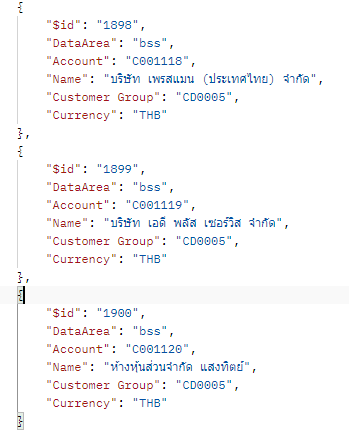 {
"$id": "1898",
"DataArea": "bss",
"Account": "C001118",
"Name": "บริษัท เพรสแมน (ประเทศไทย) จำกัด",
"Customer Group": "CD0005",
"Currency": "THB"
},
{
"$id": "1899",
"DataArea": "bss",
"Account": "C001119",
"Name": "บริษัท เอดี พลัส เซอร์วิส จำกัด",
"Customer Group": "CD0005",
"Currency": "THB"
},
{
"$id": "1900",
"DataArea": "bss",
"Account": "C001120",
"Name": "ห้างหุ้นส่วนจำกัด แสงทิตย์",
"Customer Group": "CD0005",
"Currency": "THB"
}